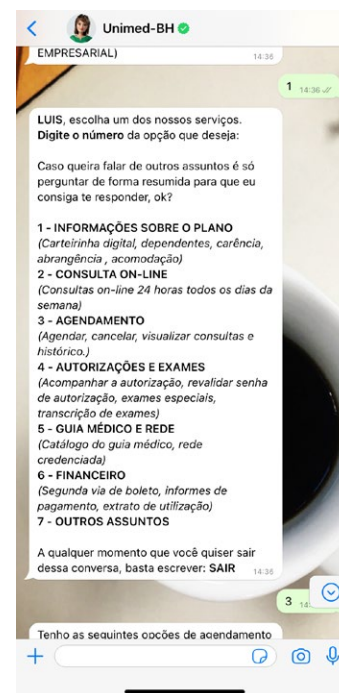 Unimed-BH
EMPRESARIAL)
14:36
1 14:36
LUIS, escolha um dos nossos serviços.
Digite o número da opção que deseja:
Caso queira falar de outros assuntos é só
perguntar de forma resumida para que eu
consiga te responder, ok?
1 - INFORMAÇÕES SOBRE O PLANO
(Carteirinha digital, dependentes, carência,
abrangência , acomodação)
2 - CONSULTA ON-LINE
(Consultas on-line 24 horas todos os dias da
semana)
3 - AGENDAMENTO
(Agendar, cancelar, visualizar consultas e
histórico.)
4 - AUTORIZAÇÕES E EXAMES
(Acompanhar a autorização, revalidar senha
de autorização, exames especiais,
transcrição de exames)
5 - GUIA MÉDICO E REDE
(Catálogo do guia médico, rede
credenciada)
6 - FINANCEIRO
(Segunda via de boleto, informes de
pagamento, extrato de utilização)
7 - OUTROS ASSUNTOS
A qualquer momento que você quiser sair
dessa conversa, basta escrever: SAIR
14:36
3 14:
Tenho as seguintes opções de agendamento